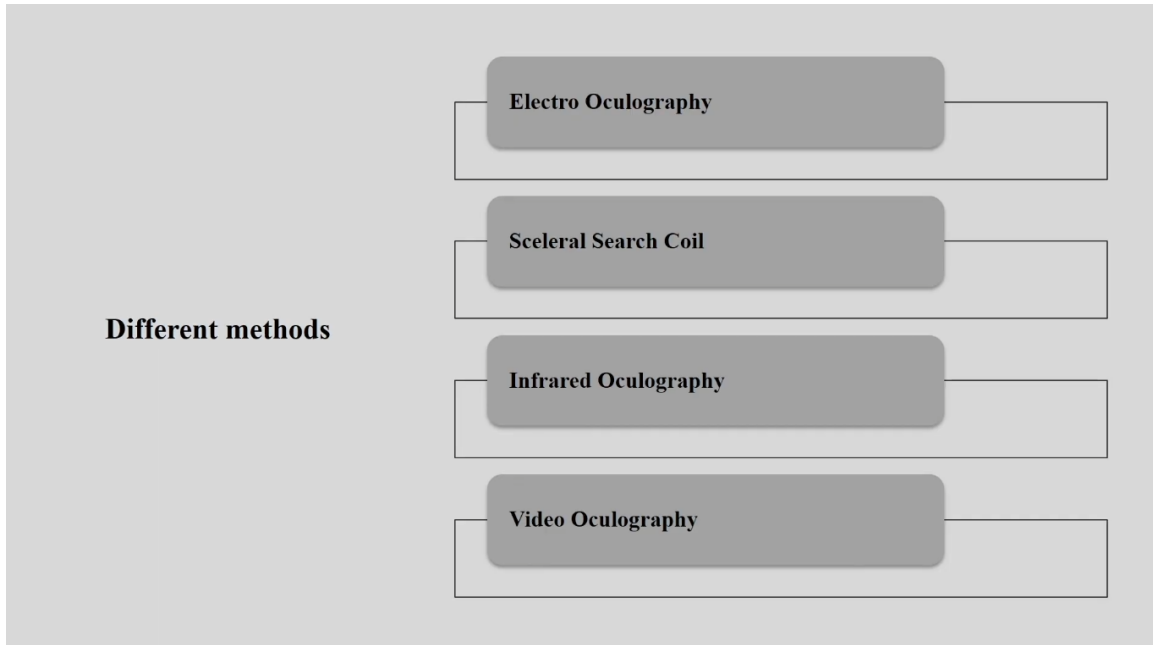 Different methods
Electro Oculography
Sceleral Search Coil
Infrared Oculography
Video Oculography